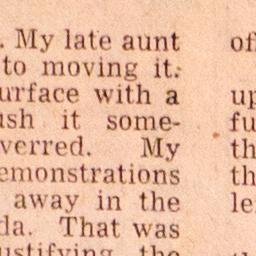 . My late aunt
to moving it.
urface with a
ush it some-
verred. My
emonstrations
away in the
da. That was
ustifying the
of
up
fu
th
th
le